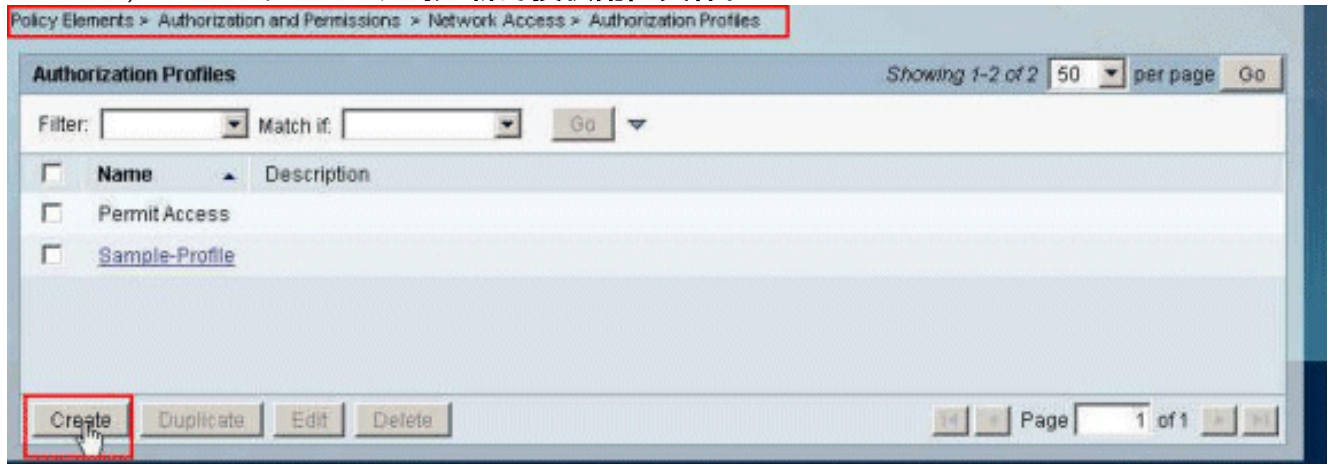 Policy Elements > Authorization and Permissions > Network Access > Authorization Profiles
Authorization Profiles Showing 1-2 of 2 50 per page Go
Filter: Match if: Go
Name Description
Permit Access
Sample-Profile
Create Duplicate Edit Delete Page 1 of 1